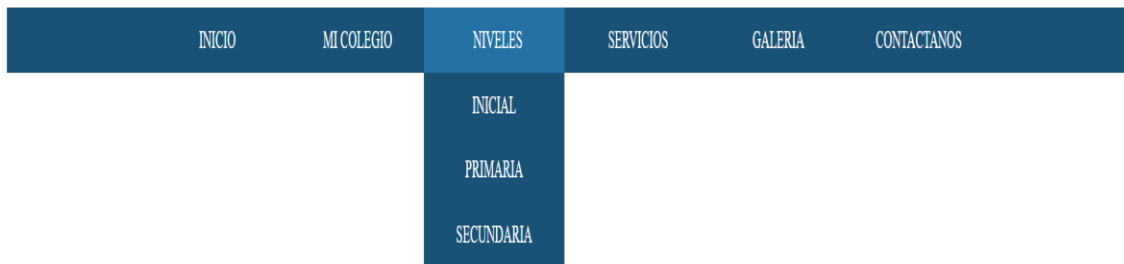 INICIO MI COLEGIO NIVELES SERVICIOS GALERIA CONTACTANOS
INICIAL
PRIMARIA
SECUNDARIA